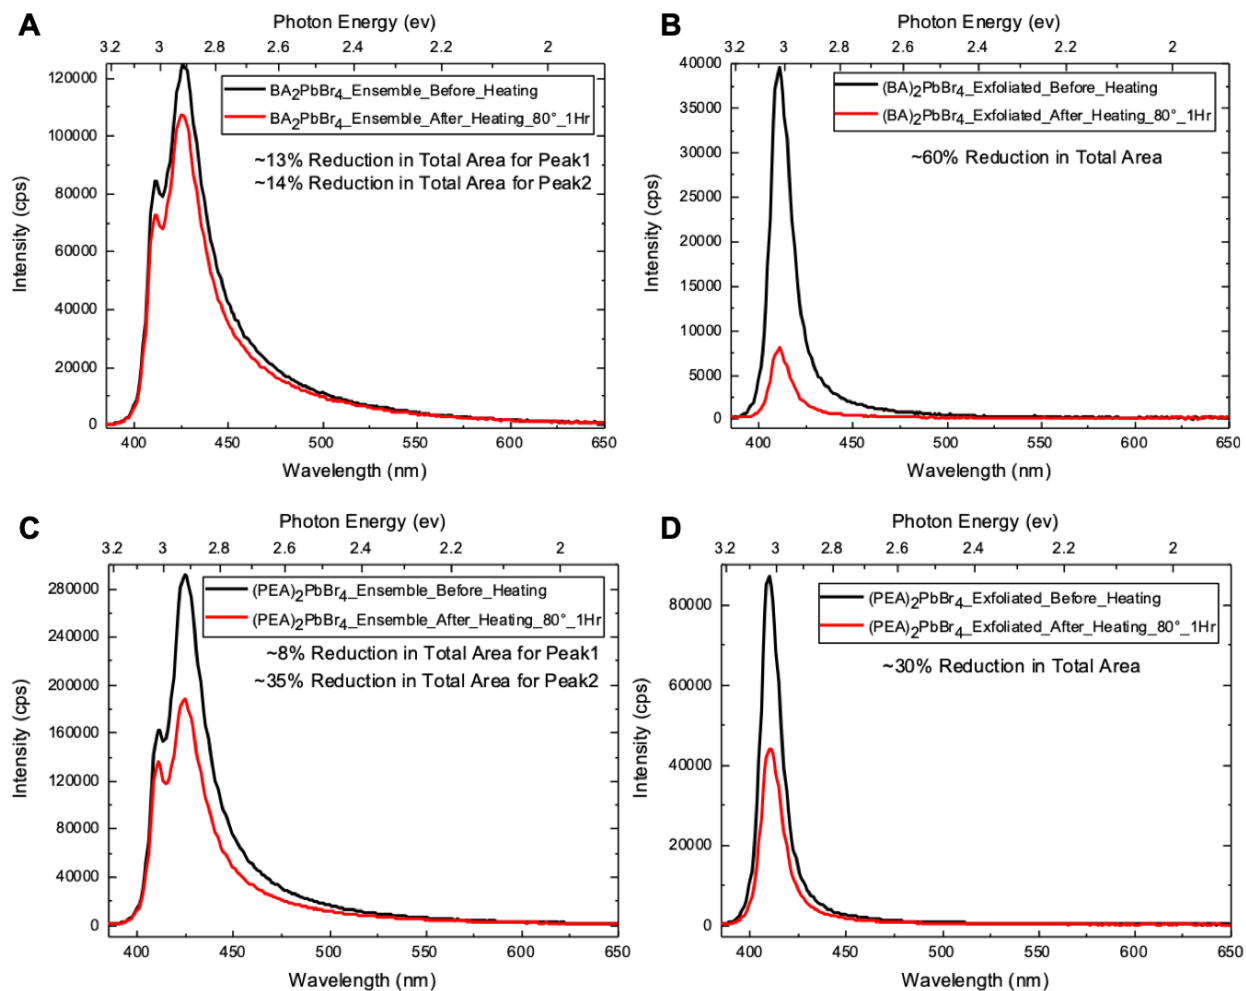 A
Photon Energy (ev)
3.2 3 2.8 2.6 2.4 2.2 2
BA2PbBr4_Ensemble_Before_Heating
BA2PbBr4_Ensemble_After_Heating_80°_1Hr
~13% Reduction in Total Area for Peak1
~14% Reduction in Total Area for Peak2
Intensity (cps)
120000
100000
80000
60000
40000
20000
0
400 450 500 550 600 650
Wavelength (nm)
B
Photon Energy (ev)
3.2 3 2.8 2.6 2.4 2.2 2
(BA)2PbBr4_Exfoliated_Before_Heating
(BA)2PbBr4_Exfoliated_After_Heating_80°_1Hr
~60% Reduction in Total Area
Intensity (cps)
40000
35000
30000
25000
20000
15000
10000
5000
0
400 450 500 550 600 650
Wavelength (nm)
C
Photon Energy (ev)
3.2 3 2.8 2.6 2.4 2.2 2
(PEA)2PbBr4_Ensemble_Before_Heating
(PEA)2PbBr4_Ensemble_After_Heating_80°_1Hr
~8% Reduction in Total Area for Peak1
~35% Reduction in Total Area for Peak2
Intensity (cps)
280000
240000
200000
160000
120000
80000
40000
0
400 450 500 550 600 650
Wavelength (nm)
D
Photon Energy (ev)
3.2 3 2.8 2.6 2.4 2.2 2
(PEA)2PbBr4_Exfoliated_Before_Heating
(PEA)2PbBr4_Exfoliated_After_Heating_80°_1Hr
~30% Reduction in Total Area
Intensity (cps)
80000
60000
40000
20000
0
400 450 500 550 600 650
Wavelength (nm)